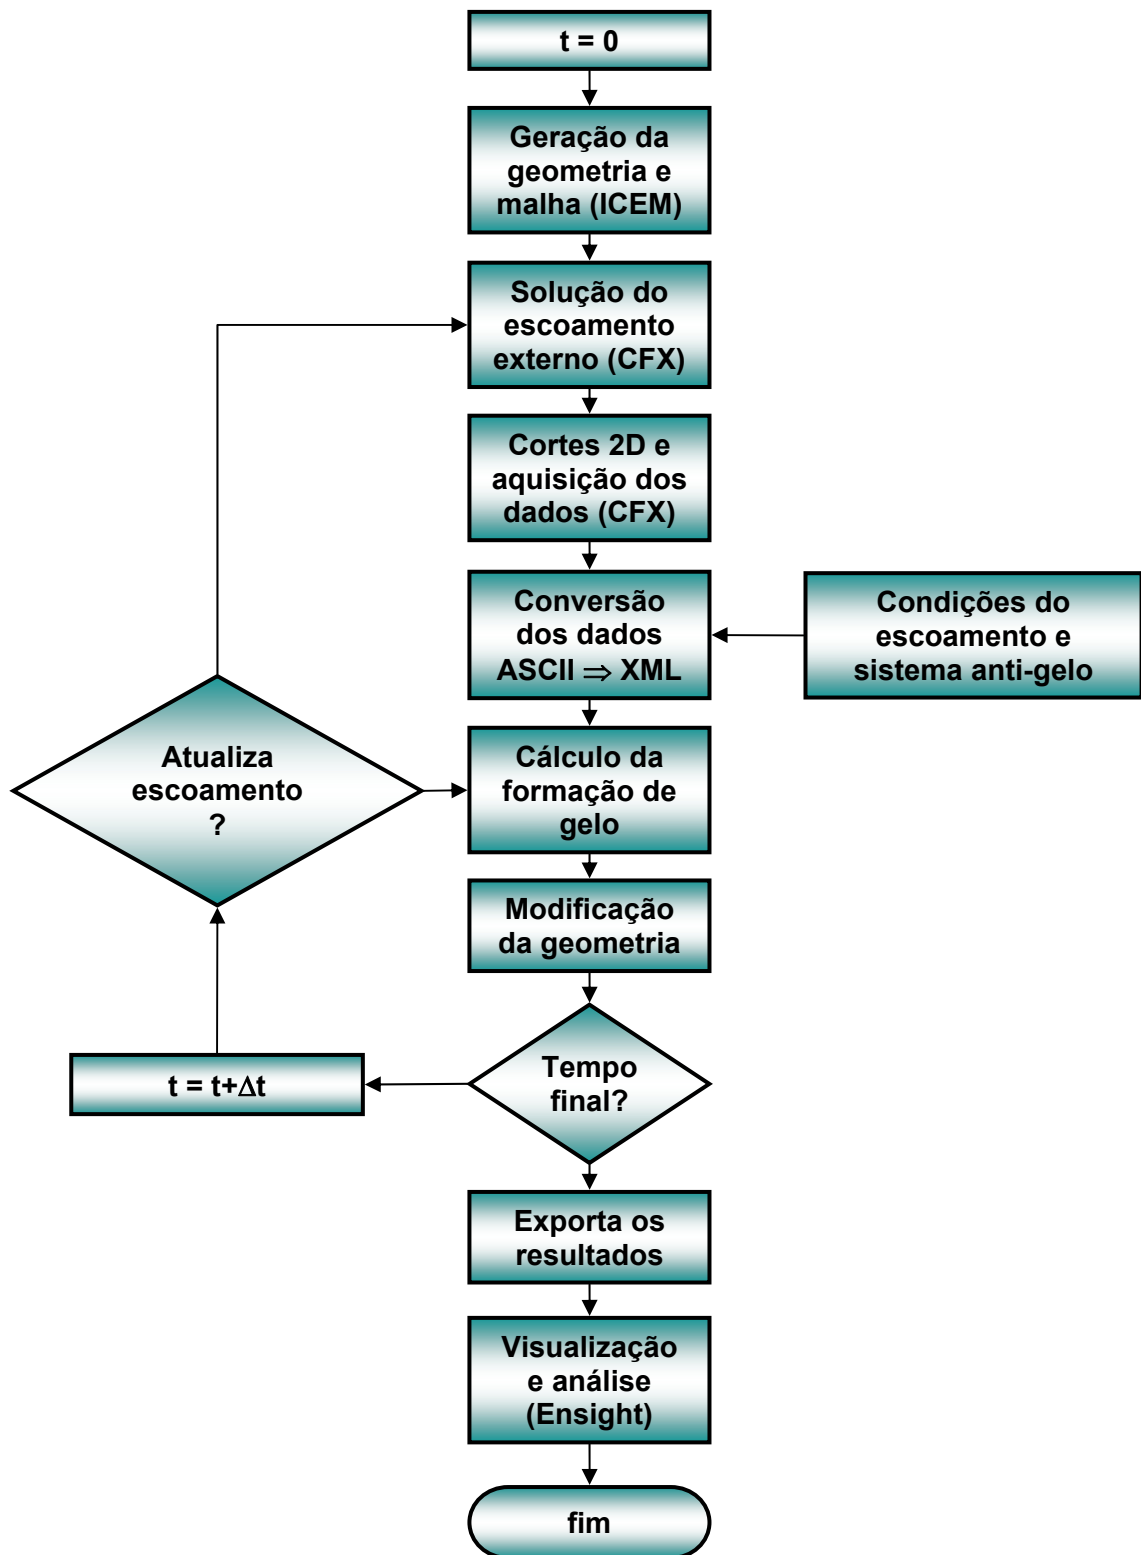 t = 0
Geração da
geometria e
malha (ICEM)
Solução do
escoamento
externo (CFX)
Cortes 2D e
aquisição dos
dados (CFX)
Conversão
dos dados
ASCII ⇒ XML
Condições do
escoamento e
sistema anti-gelo
Atualiza
escoamento
?
Cálculo da
formação de
gelo
Modificação
da geometria
Tempo
final?
t = t+Δt
Exporta os
resultados
Visualização
e análise
(Ensight)
fim